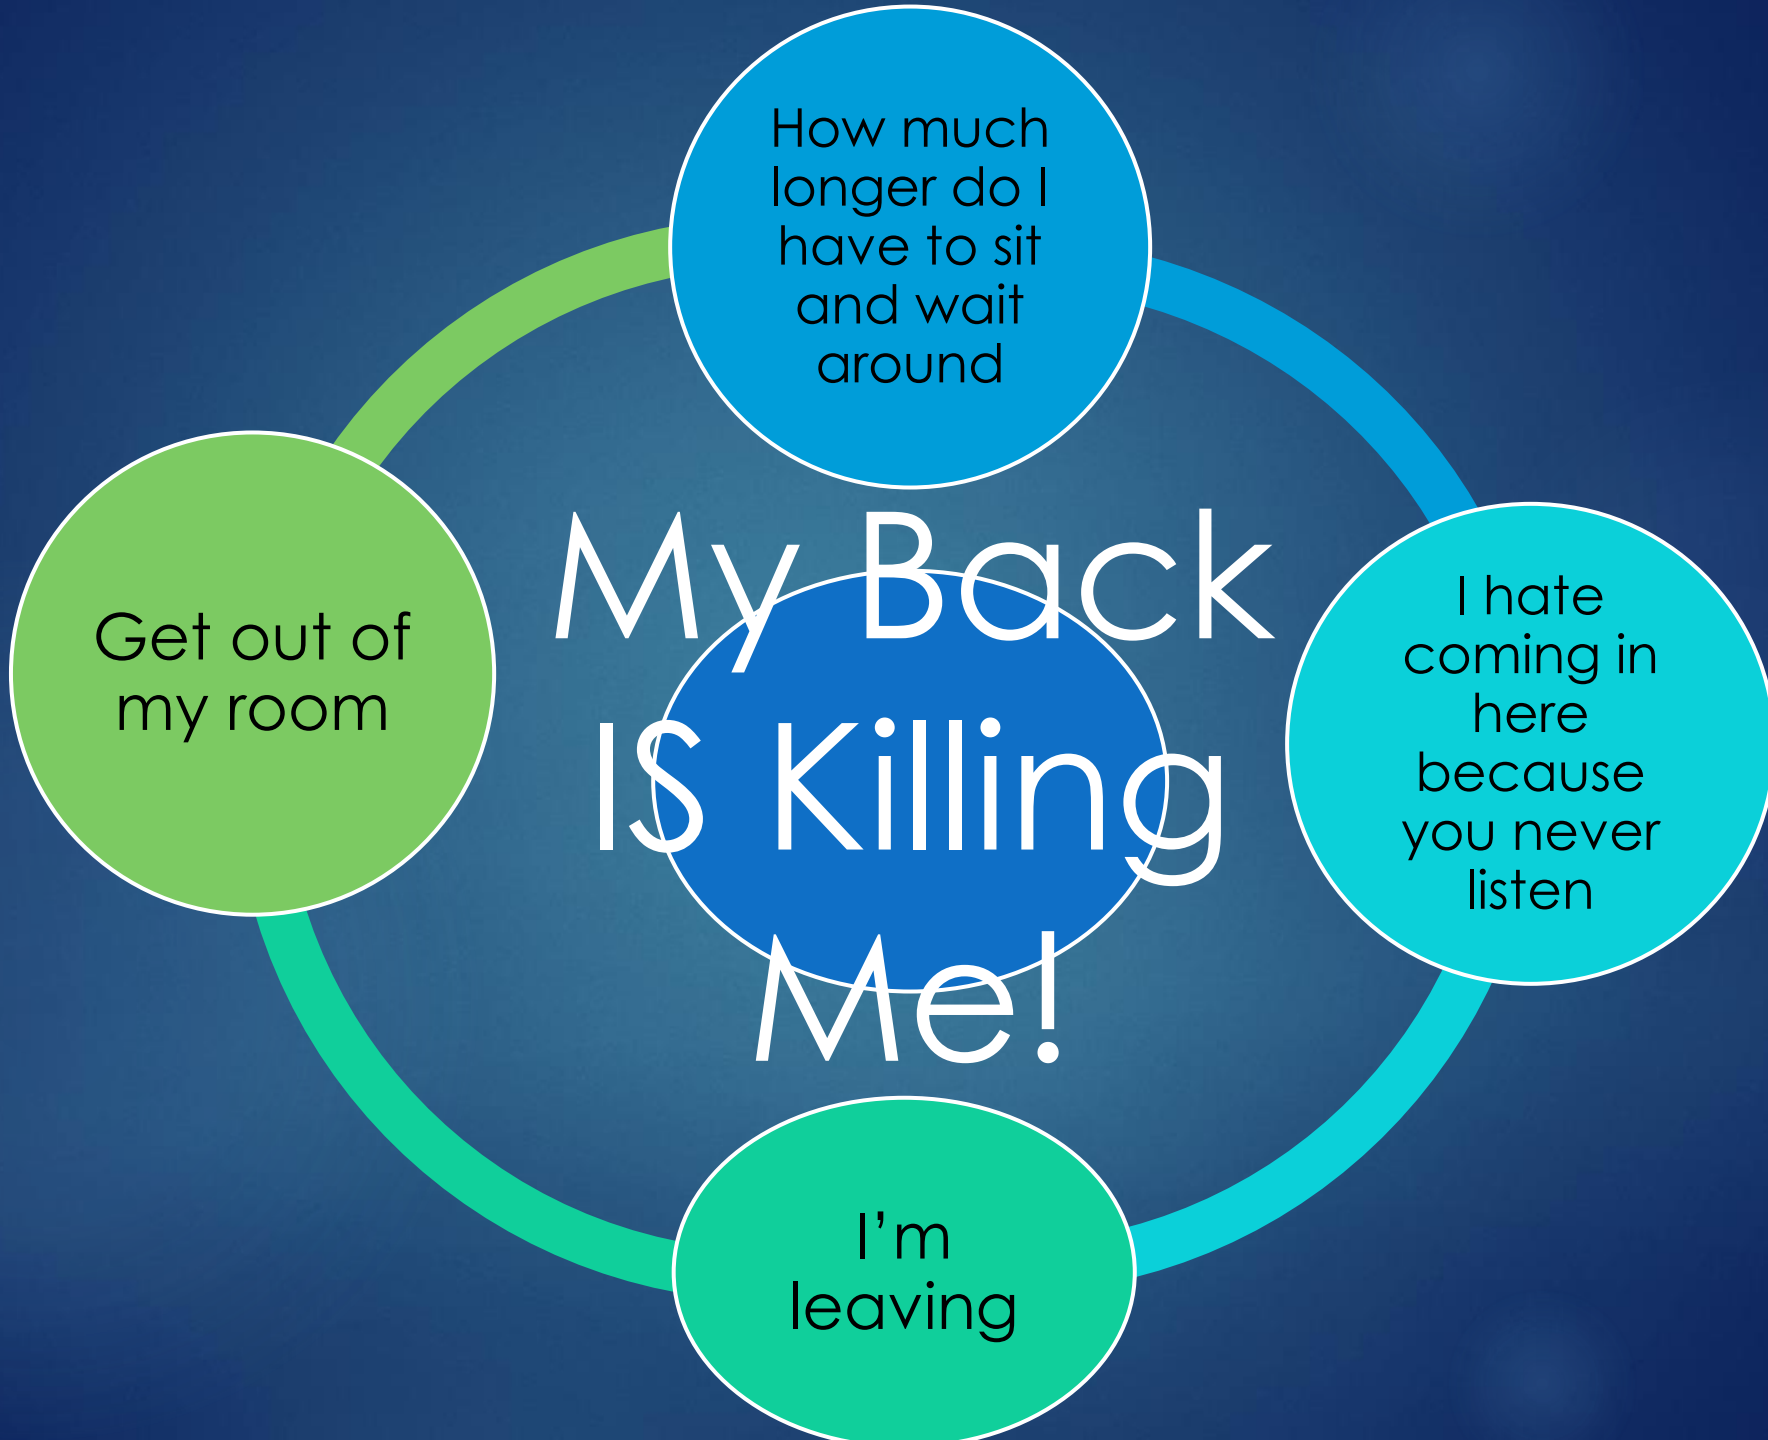 How much
longer do I
have to sit
and wait
around
My Back
IS Killing
Me!
I hate
coming in
here
because
you never
listen
I’m
leaving
Get out of
my room